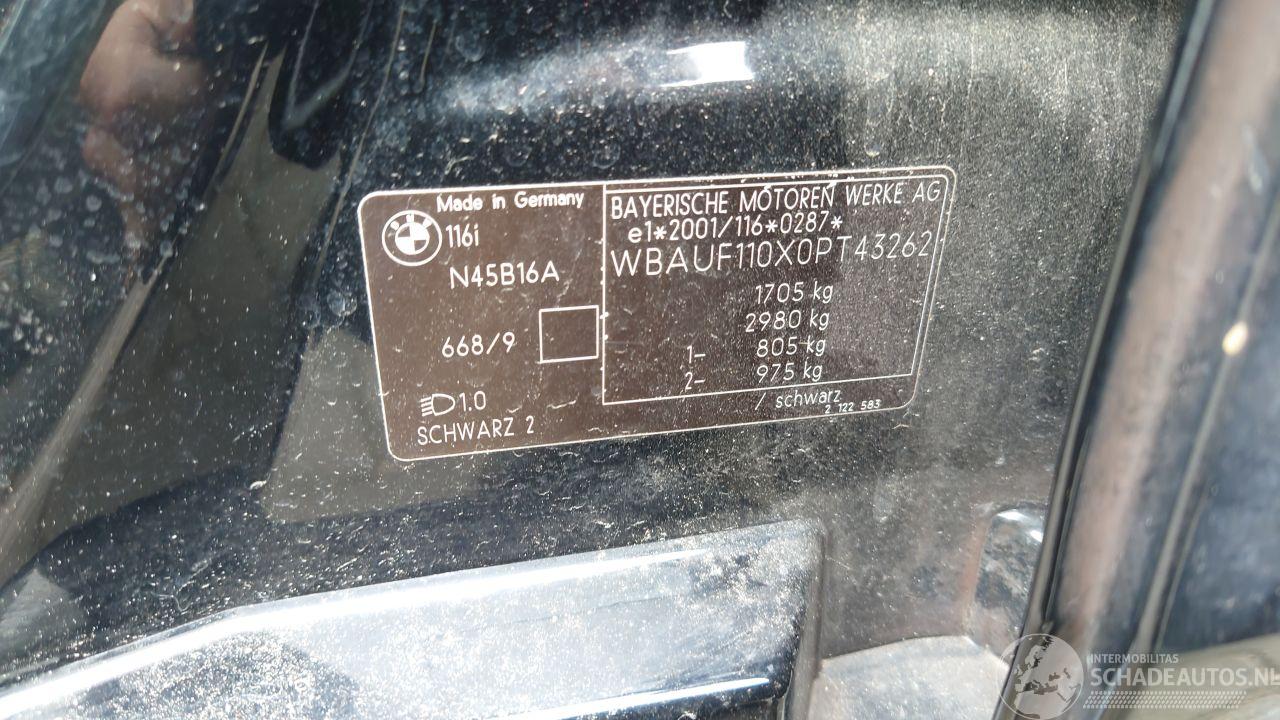 Made in Germany
116i
N45B16A
668/9
1.0
SCHWARZ 2
BAYERISCHE MOTOREN WERKE AG
e1*2001/116*0287*
WBAUF110X0PT43262
1705 kg
2980 kg
1- 805 kg
2- 975 kg
/ schwarz
2 122 583
INTERMOBILITAS
SCHADEAUTOS.NL